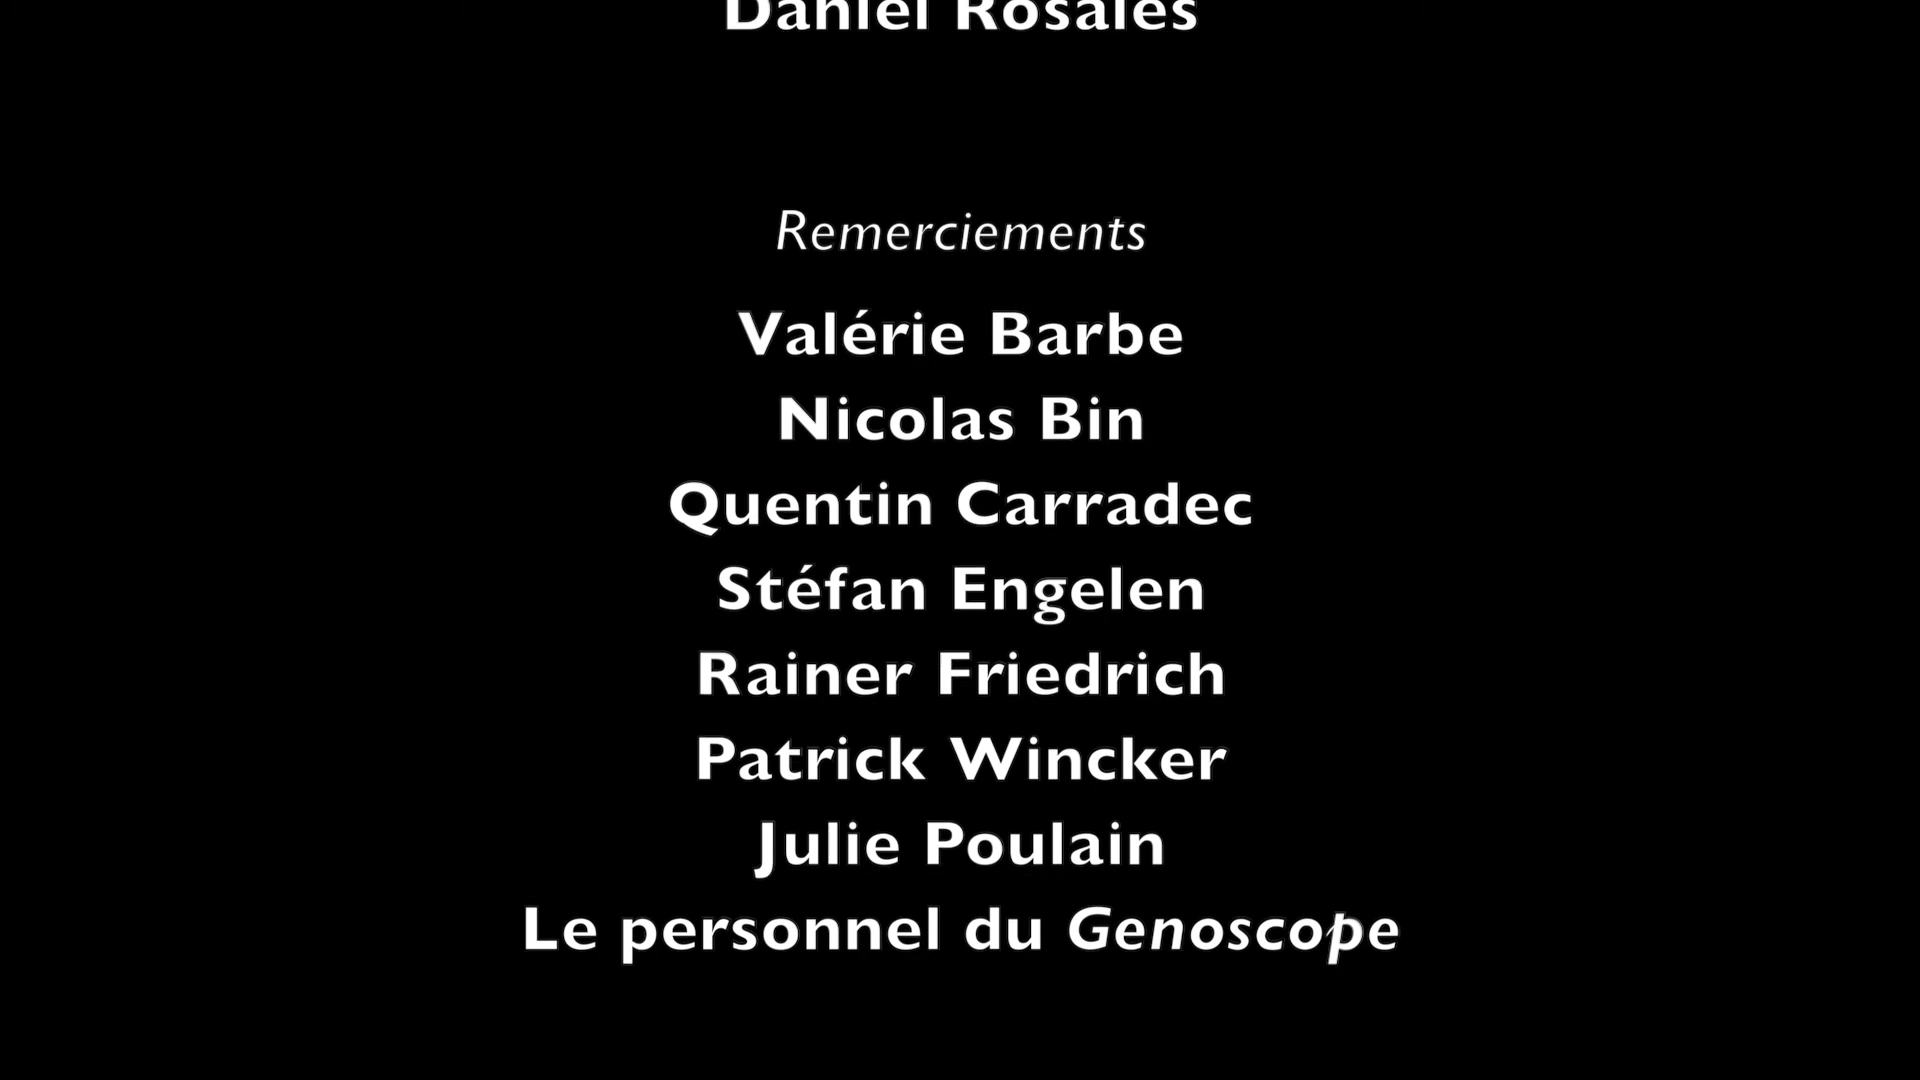 Daniel Rosales
Remerciements
Valérie Barbe
Nicolas Bin
Quentin Carradec
Stéfan Engelen
Rainer Friedrich
Patrick Wincker
Julie Poulain
Le personnel du Genoscope